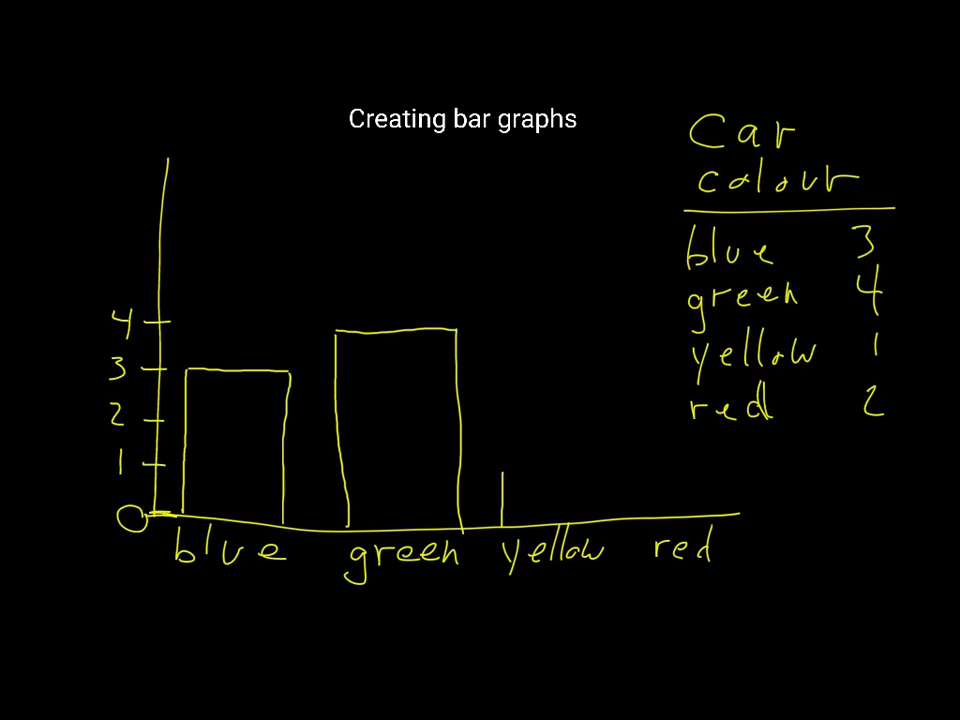 Creating bar graphs
Car
colour
blue 3
green 4
yellow 1
red 2
4
3
2
1
0
blue green yellow red